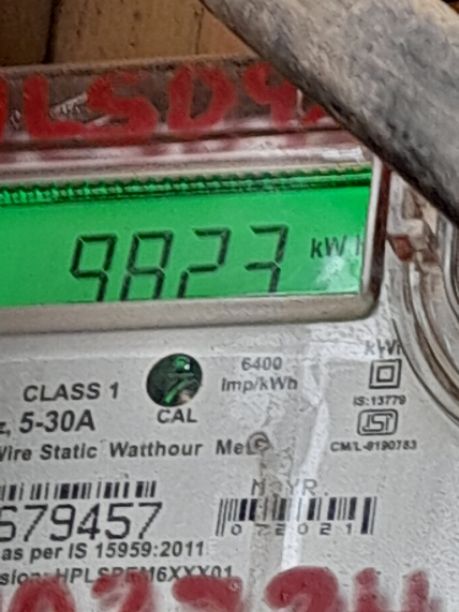 9823 kW
6400
Imp/kWh
CLASS 1
CAL
IS:13779
z, 5-30A
Wire Static Watthour Me
CM/L-8190783
M YR.
679457
072021
as per IS 15959:2011